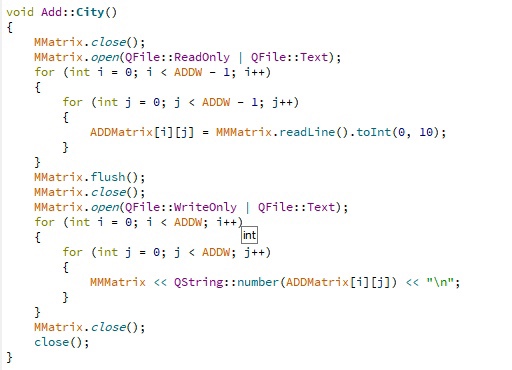 void Add::City()
{
    MMatrix.close();
    MMatrix.open(QFile::ReadOnly | QFile::Text);
    for (int i = 0; i < ADDW - 1; i++)
    {
        for (int j = 0; j < ADDW - 1; j++)
        {
            ADDMatrix[i][j] = MMMatrix.readLine().toInt(0, 10);
        }
    }
    MMatrix.flush();
    MMatrix.close();
    MMatrix.open(QFile::WriteOnly | QFile::Text);
    for (int i = 0; i < ADDW; i++)
int
    {
        for (int j = 0; j < ADDW; j++)
        {
            MMMatrix << QString::number(ADDMatrix[i][j]) << "\n";
        }
    }
    MMatrix.close();
    close();
}